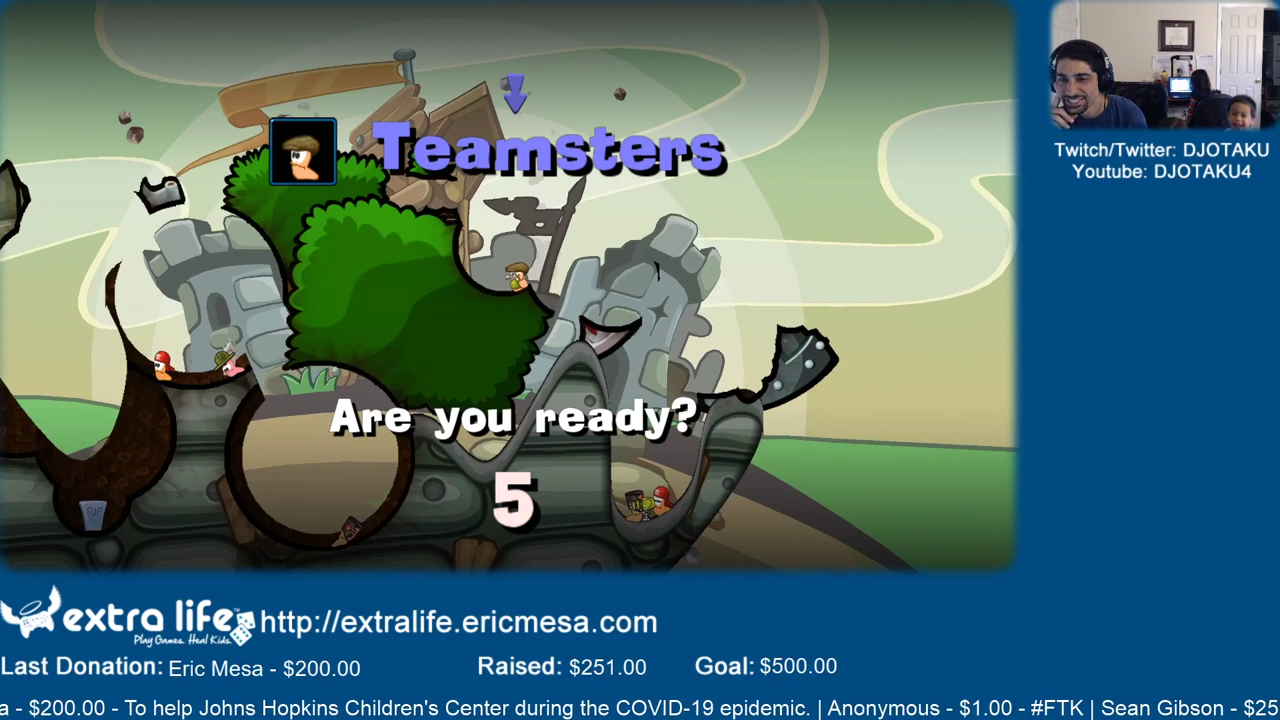 Teamsters
Are you ready?
5
RIP
Twitch/Twitter: DJOTAKU
Youtube: DJOTAKU4
extra life
Play Games. Heal Kids.
http://extralife.ericmesa.com
Last Donation: Eric Mesa - $200.00
Raised: $251.00
Goal: $500.00
a - $200.00 - To help Johns Hopkins Children's Center during the COVID-19 epidemic. | Anonymous - $1.00 - #FTK | Sean Gibson - $25